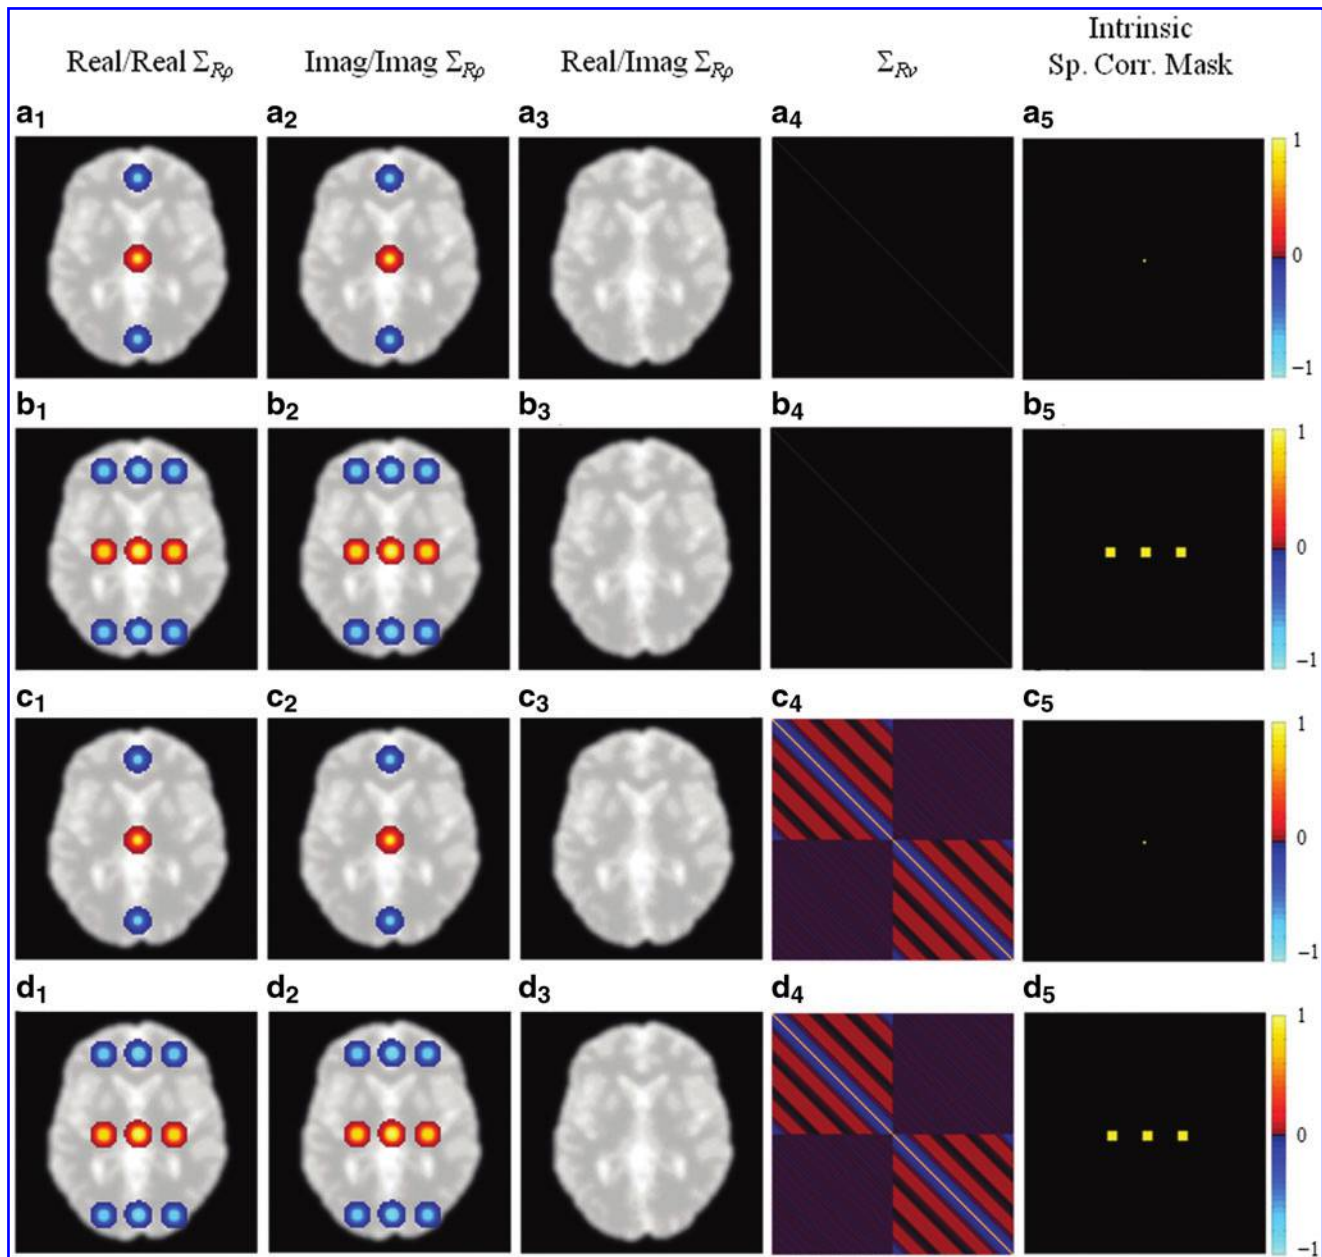 Real/Real Σ_Rρ
Imag/Imag Σ_Rρ
Real/Imag Σ_Rρ
Σ_Rν
Intrinsic
Sp. Corr. Mask
a1 a2 a3 a4 a5
1
0
−1
b1 b2 b3 b4 b5
1
0
−1
c1 c2 c3 c4 c5
1
0
−1
d1 d2 d3 d4 d5
1
0
−1